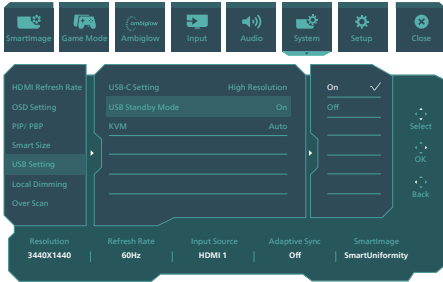 SmartImage Game Mode Ambiglow Input Audio System Setup Close
ambiglow
HDMI Refresh Rate
OSD Setting
PIP/ PBP
Smart Size
USB Setting
Local Dimming
Over Scan
USB-C Setting High Resolution
USB Standby Mode On
KVM Auto
On
Off
Select
OK
Back
Resolution Refresh Rate Input Source Adaptive Sync SmartImage
3440X1440 60Hz HDMI 1 Off SmartUniformity